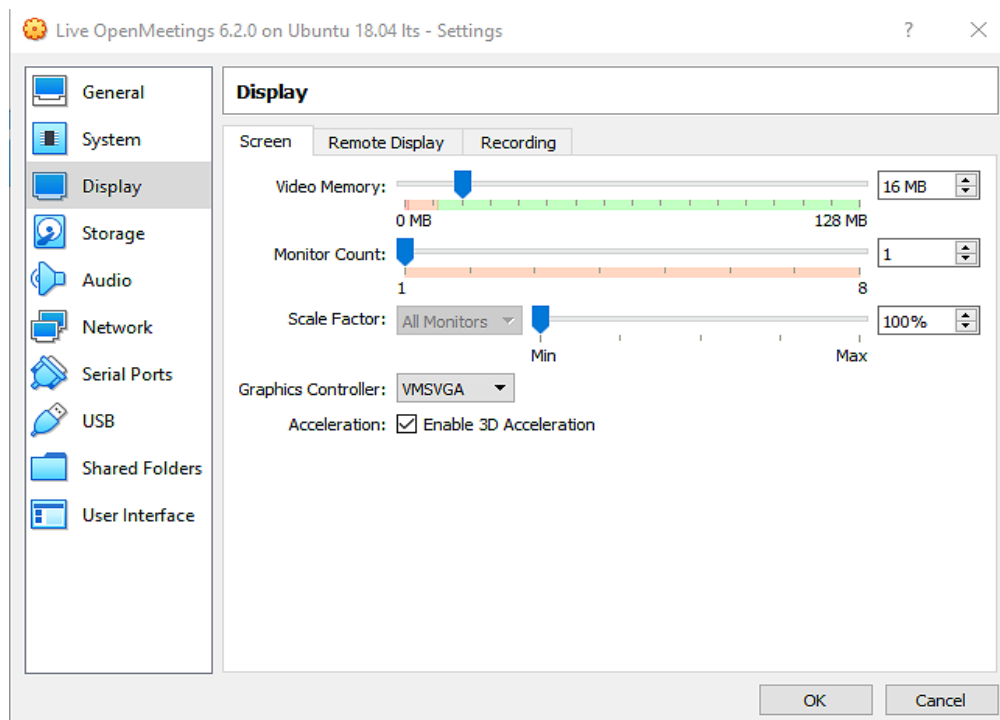 Live OpenMeetings 6.2.0 on Ubuntu 18.04 lts - Settings ?
General
System
Display
Storage
Audio
Network
Serial Ports
USB
Shared Folders
User Interface
Display
Screen Remote Display Recording
Video Memory: 16 MB
0 MB 128 MB
Monitor Count: 1
1 8
Scale Factor: All Monitors 100%
Min Max
Graphics Controller: VMSVGA
Acceleration: Enable 3D Acceleration
OK Cancel